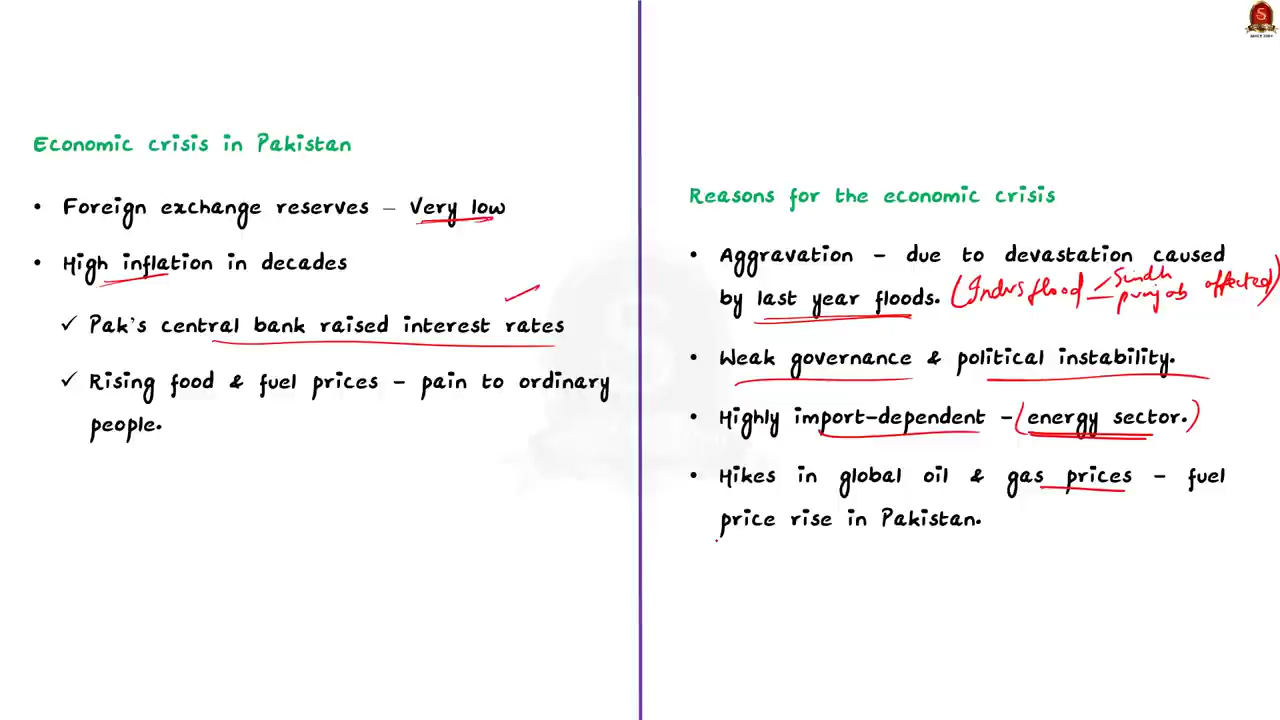 Economic crisis in Pakistan
• Foreign exchange reserves – Very low
• High inflation in decades
✓ Pak's central bank raised interest rates
✓ Rising food & fuel prices – pain to ordinary
people.
Reasons for the economic crisis
• Aggravation – due to devastation caused
by last year floods. (Indus flood < Sindh
punjab affected)
• Weak governance & political instability.
• Highly import-dependent – (energy sector.)
• Hikes in global oil & gas prices – fuel
price rise in Pakistan.